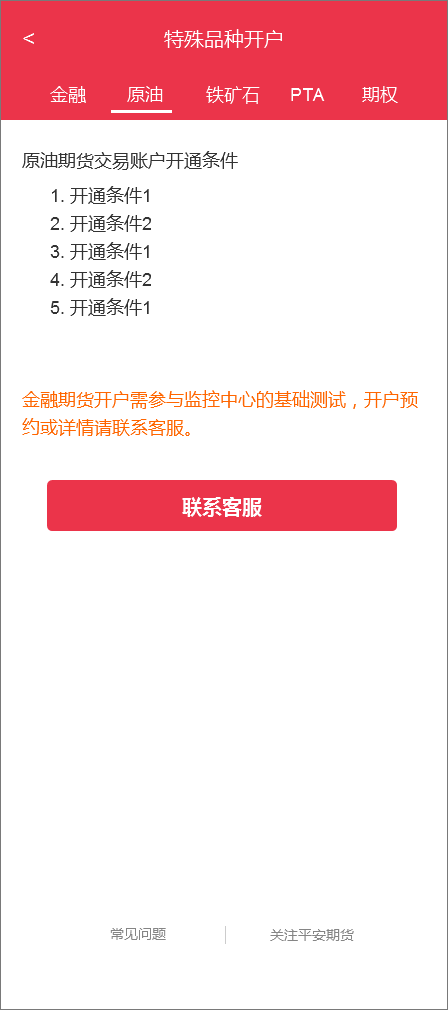 < 特殊品种开户
金融 原油 铁矿石 PTA 期权
原油期货交易账户开通条件
1. 开通条件1
2. 开通条件2
3. 开通条件1
4. 开通条件2
5. 开通条件1
金融期货开户需参与监控中心的基础测试，开户预
约或详情请联系客服。
联系客服
常见问题 关注平安期货